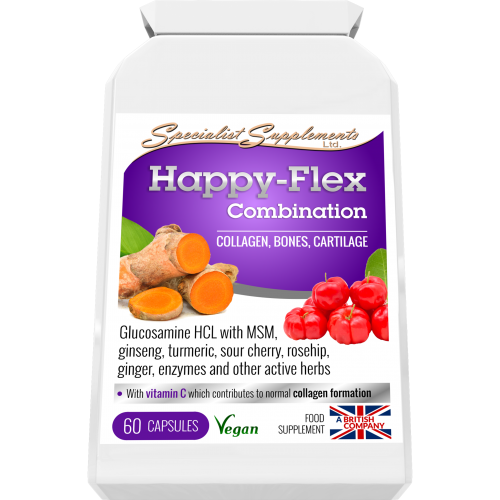 Specialist Supplements
Ltd.
Happy-Flex
Combination
COLLAGEN, BONES, CARTILAGE
Glucosamine HCL with MSM,
ginseng, turmeric, sour cherry, rosehip,
ginger, enzymes and other active herbs
• With vitamin C which contributes to normal collagen formation
60 CAPSULES
Vegan
FOOD
SUPPLEMENT
A BRITISH
COMPANY